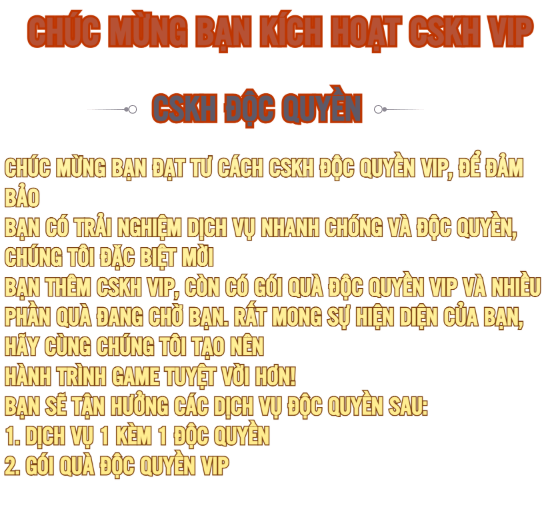 CHÚC MỪNG BẠN KÍCH HOẠT CSKH VIP
CSKH ĐỘC QUYỀN
CHÚC MỪNG BẠN ĐẠT TƯ CÁCH CSKH ĐỘC QUYỀN VIP, ĐỂ ĐẢM
BẢO
BẠN CÓ TRẢI NGHIỆM DỊCH VỤ NHANH CHÓNG VÀ ĐỘC QUYỀN,
CHÚNG TÔI ĐẶC BIỆT MỜI
BẠN THÊM CSKH VIP, CÒN CÓ GÓI QUÀ ĐỘC QUYỀN VIP VÀ NHIỀU
PHẦN QUÀ ĐANG CHỜ BẠN. RẤT MONG SỰ HIỆN DIỆN CỦA BẠN,
HÃY CÙNG CHÚNG TÔI TẠO NÊN
HÀNH TRÌNH GAME TUYỆT VỜI HƠN!
BẠN SẼ TẬN HƯỞNG CÁC DỊCH VỤ ĐỘC QUYỀN SAU:
1. DỊCH VỤ 1 KÈM 1 ĐỘC QUYỀN
2. GÓI QUÀ ĐỘC QUYỀN VIP